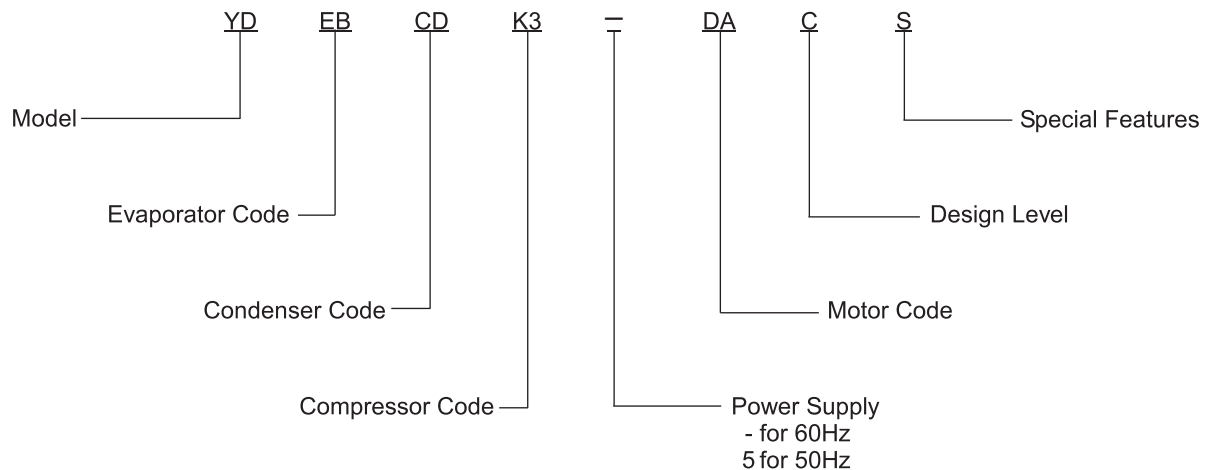 YD EB CD K3 – DA C S
Model
Special Features
Evaporator Code
Design Level
Condenser Code
Motor Code
Compressor Code
Power Supply
- for 60Hz
5 for 50Hz